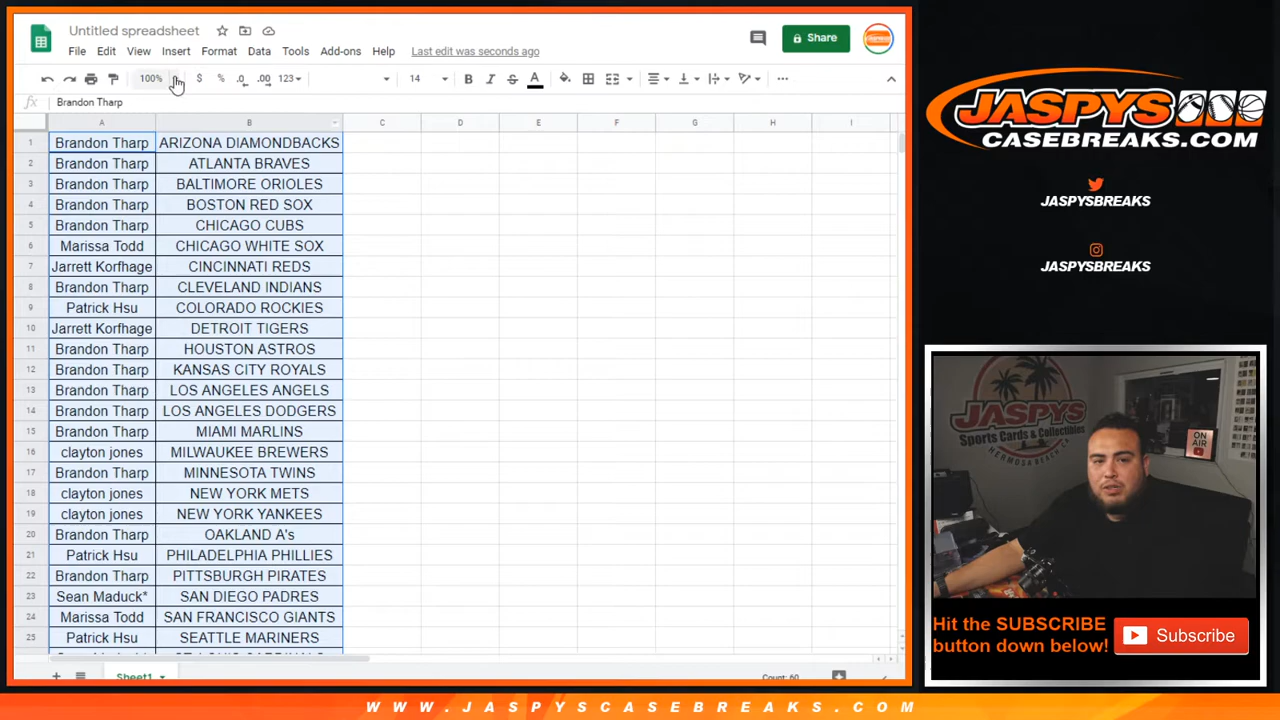 Untitled spreadsheet
File Edit View Insert Format Data Tools Add-ons Help Last edit was seconds ago
Share
100% $ % .0 .00 123 14 B I S A
fx Brandon Tharp
A B C D E F G H I
1 Brandon Tharp ARIZONA DIAMONDBACKS
2 Brandon Tharp ATLANTA BRAVES
3 Brandon Tharp BALTIMORE ORIOLES
4 Brandon Tharp BOSTON RED SOX
5 Brandon Tharp CHICAGO CUBS
6 Marissa Todd CHICAGO WHITE SOX
7 Jarrett Korfhage CINCINNATI REDS
8 Brandon Tharp CLEVELAND INDIANS
9 Patrick Hsu COLORADO ROCKIES
10 Jarrett Korfhage DETROIT TIGERS
11 Brandon Tharp HOUSTON ASTROS
12 Brandon Tharp KANSAS CITY ROYALS
13 Brandon Tharp LOS ANGELES ANGELS
14 Brandon Tharp LOS ANGELES DODGERS
15 Brandon Tharp MIAMI MARLINS
16 clayton jones MILWAUKEE BREWERS
17 Brandon Tharp MINNESOTA TWINS
18 clayton jones NEW YORK METS
19 clayton jones NEW YORK YANKEES
20 Brandon Tharp OAKLAND A's
21 Patrick Hsu PHILADELPHIA PHILLIES
22 Brandon Tharp PITTSBURGH PIRATES
23 Sean Maduck* SAN DIEGO PADRES
24 Marissa Todd SAN FRANCISCO GIANTS
25 Patrick Hsu SEATTLE MARINERS
Sheet1
Count: 60
JASPYS
CASEBREAKS.COM
JASPYSBREAKS
JASPYSBREAKS
JASPYS
Sports Cards & Collectibles
HERMOSA BEACH
ON
AIR
Hit the SUBSCRIBE
button down below!
Subscribe
WWW.JASPYSCASEBREAKS.COM